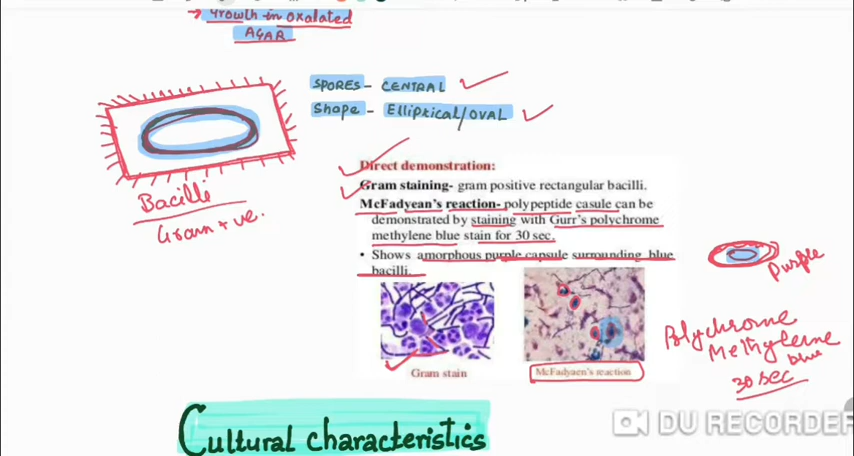 → Growth in oxalated
AGAR
SPORES - CENTRAL
Shape - Elliptical/OVAL
Bacilli
Gram +ve.
Direct demonstration:
Gram staining- gram positive rectangular bacilli.
McFadyean's reaction- polypeptide casule can be
demonstrated by staining with Gurr's polychrome
methylene blue stain for 30 sec.
• Shows amorphous purple capsule surrounding blue
bacilli.
Gram stain
McFadyaen's reaction
Purple
Polychrome
Methylene
blue
30 sec
Cultural characteristics
DU RECORDER